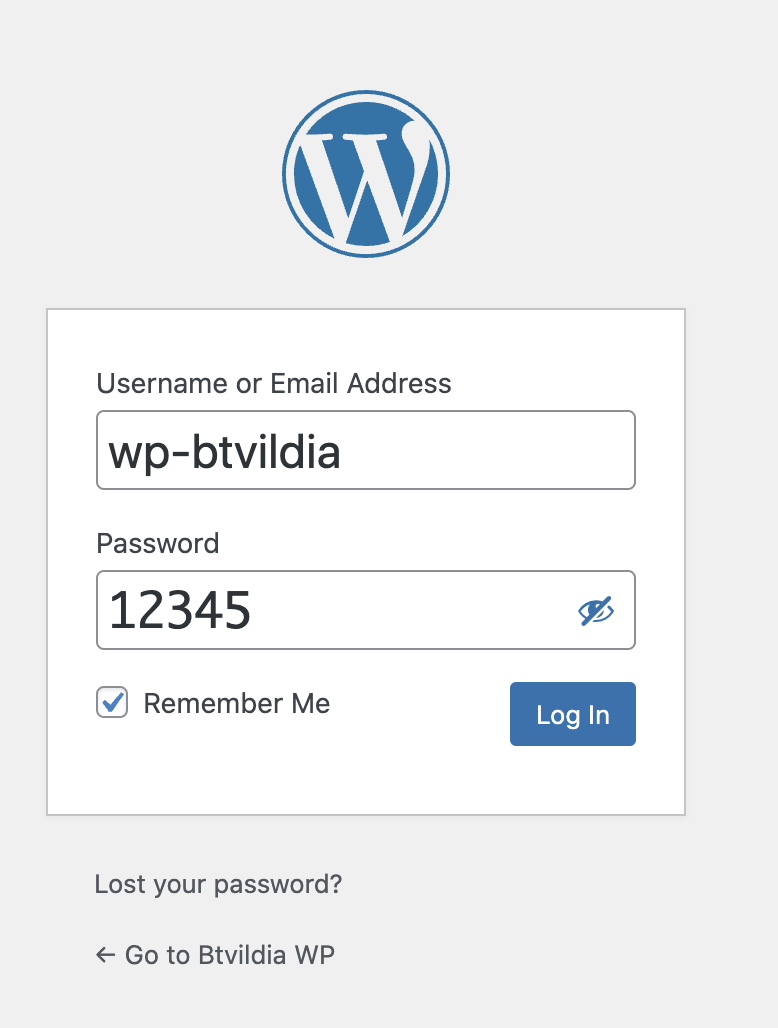 Username or Email Address
wp-btvildia
Password
12345
Remember Me
Log In
Lost your password?
← Go to Btvildia WP